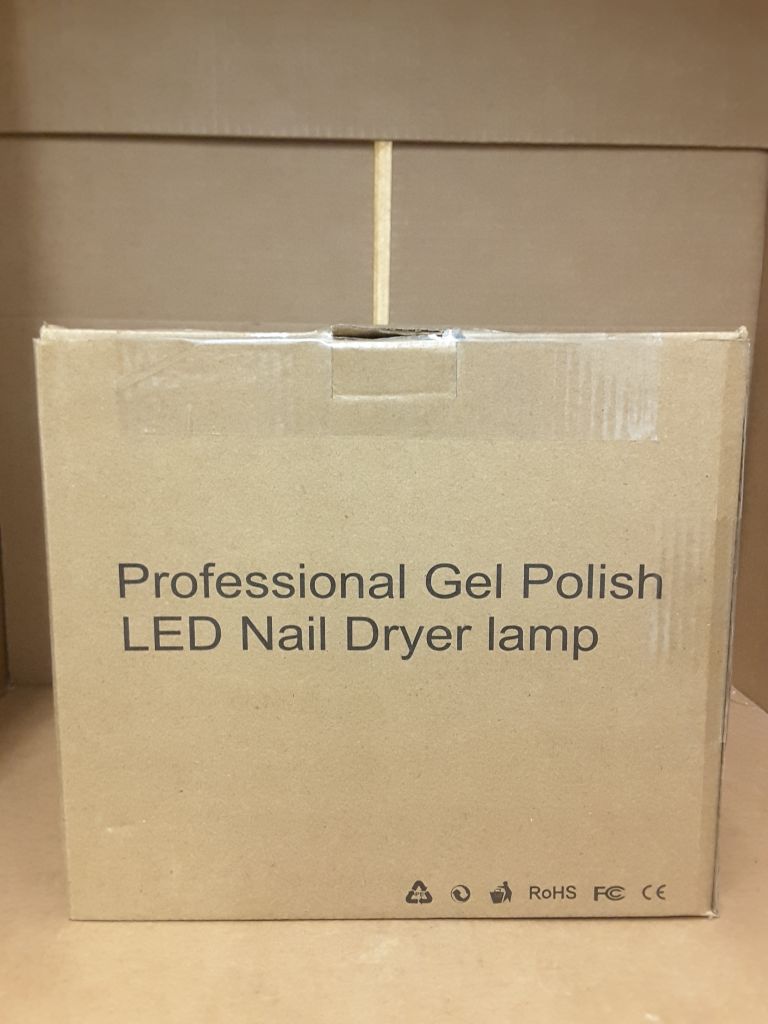 Professional Gel Polish
LED Nail Dryer lamp
RoHS FC CE